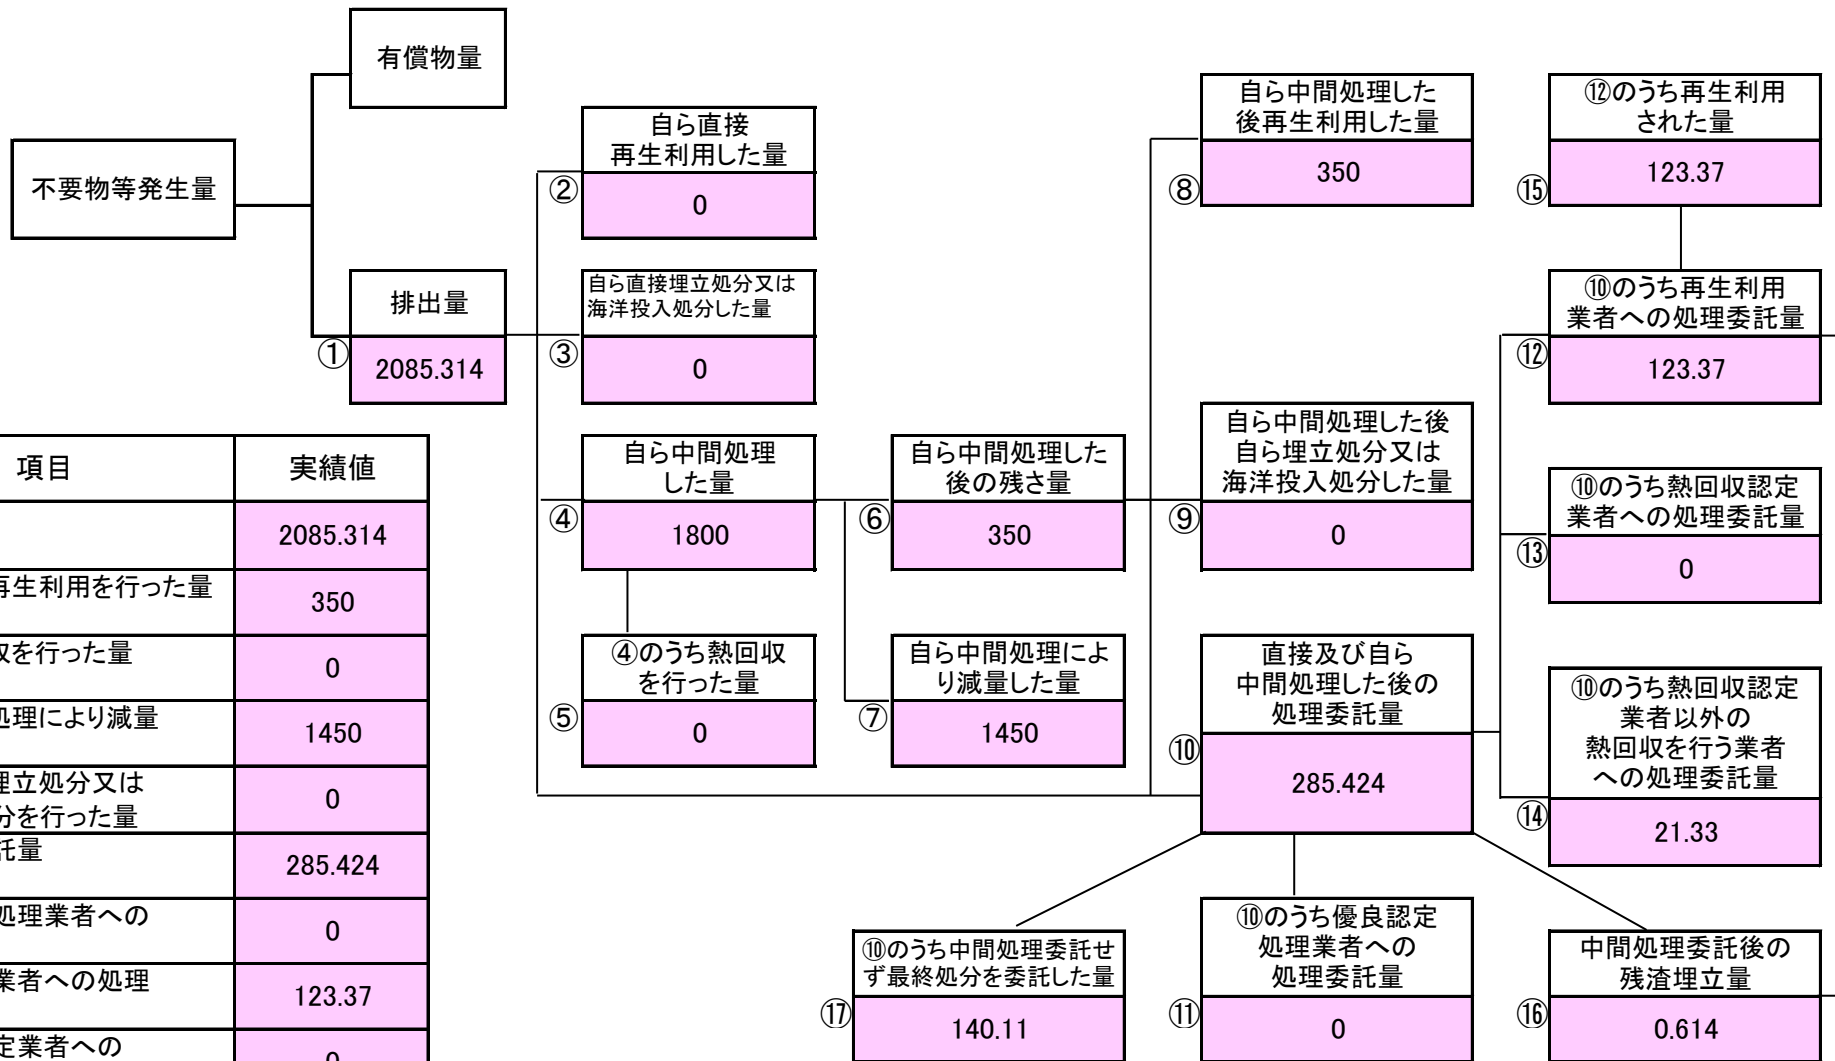 有償物量
不要物等発生量
排出量
①
2085.314
自ら直接
再生利用した量
②
0
自ら直接埋立処分又は
海洋投入処分した量
③
0
自ら中間処理
した量
④
1800
④のうち熱回収
を行った量
⑤
0
自ら中間処理した
後の残さ量
⑥
350
自ら中間処理によ
り減量した量
⑦
1450
自ら中間処理した
後再生利用した量
⑧
350
自ら中間処理した後
自ら埋立処分又は
海洋投入処分した量
⑨
0
直接及び自ら
中間処理した後の
処理委託量
⑩
285.424
⑫のうち再生利用
された量
⑮
123.37
⑩のうち再生利用
業者への処理委託量
⑫
123.37
⑩のうち熱回収認定
業者への処理委託量
⑬
0
⑩のうち熱回収認定
業者以外の
熱回収を行う業者
への処理委託量
⑭
21.33
⑩のうち中間処理委託せ
ず最終処分を委託した量
⑰
140.11
⑩のうち優良認定
処理業者への
処理委託量
⑪
0
中間処理委託後の
残渣埋立量
⑯
0.614
項目 実績値
2085.314
再生利用を行った量 350
を行った量 0
処理により減量 1450
埋立処分又は
分を行った量 0
託量 285.424
処理業者への 0
業者への処理 123.37
定業者への 0